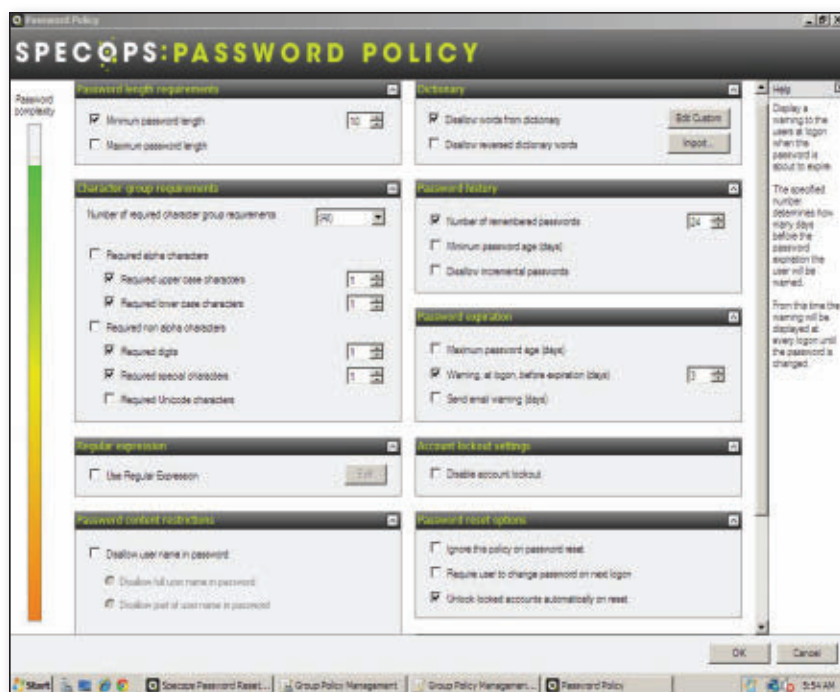 Password Policy
SPECOPS:PASSWORD POLICY
Password complexity
Password length requirements
Minimum password length
10
Maximum password length
Character group requirements
Number of required character group requirements
(All)
Required alpha characters
Required upper case characters
1
Required lower case characters
1
Required non alpha characters
Required digits
1
Required special characters
1
Required Unicode characters
Regular expression
Use Regular Expression
Edit
Password content restrictions
Disallow user name in password
Disallow full user name in password
Disallow part of user name in password
Dictionary
Disallow words from dictionary
Edit Custom
Disallow reversed dictionary words
Import...
Password history
Number of remembered passwords
24
Minimum password age (days)
Disallow incremental passwords
Password expiration
Maximum password age (days)
Warning, at logon, before expiration (days)
3
Send email warning (days)
Account lockout settings
Disable account lockout
Password reset options
Ignore this policy on password reset
Require user to change password on next logon
Unlock locked accounts automatically on reset
Help
Display a
warning to the
users at logon
when the
password is
about to expire.
The specified
number
determines how
many days
before the
password
expiration the
user will be
warned.
From this time the
warning will be
displayed at
every logon until
the password is
changed.
OK
Cancel
Start
Specops Password Reset...
Group Policy Management
Group Policy Managemen...
Password Policy
5:54 AM